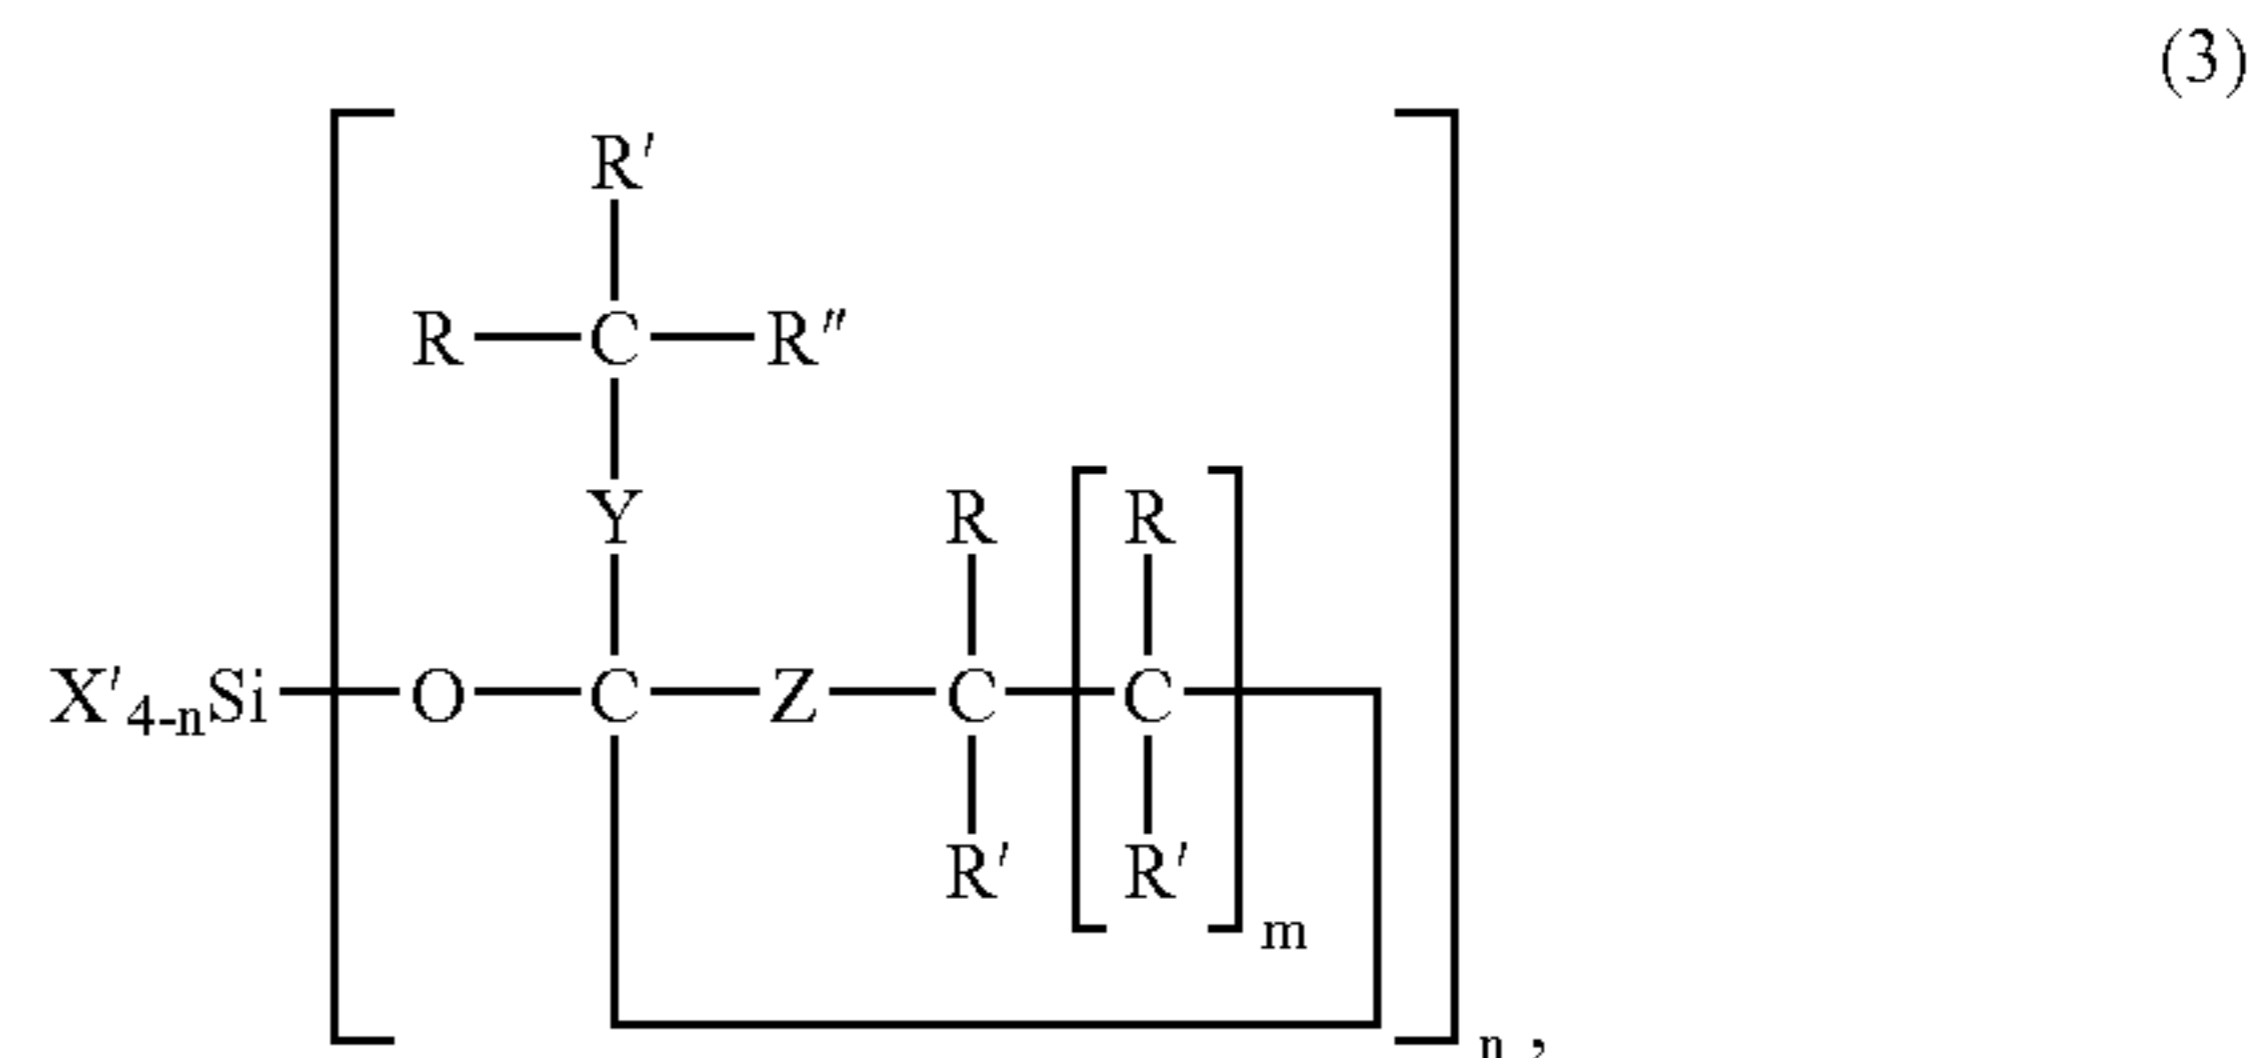 (3)
R′
R C R″
Y R R
X′4-nSi O C Z C C
R′ R′
m
n ,